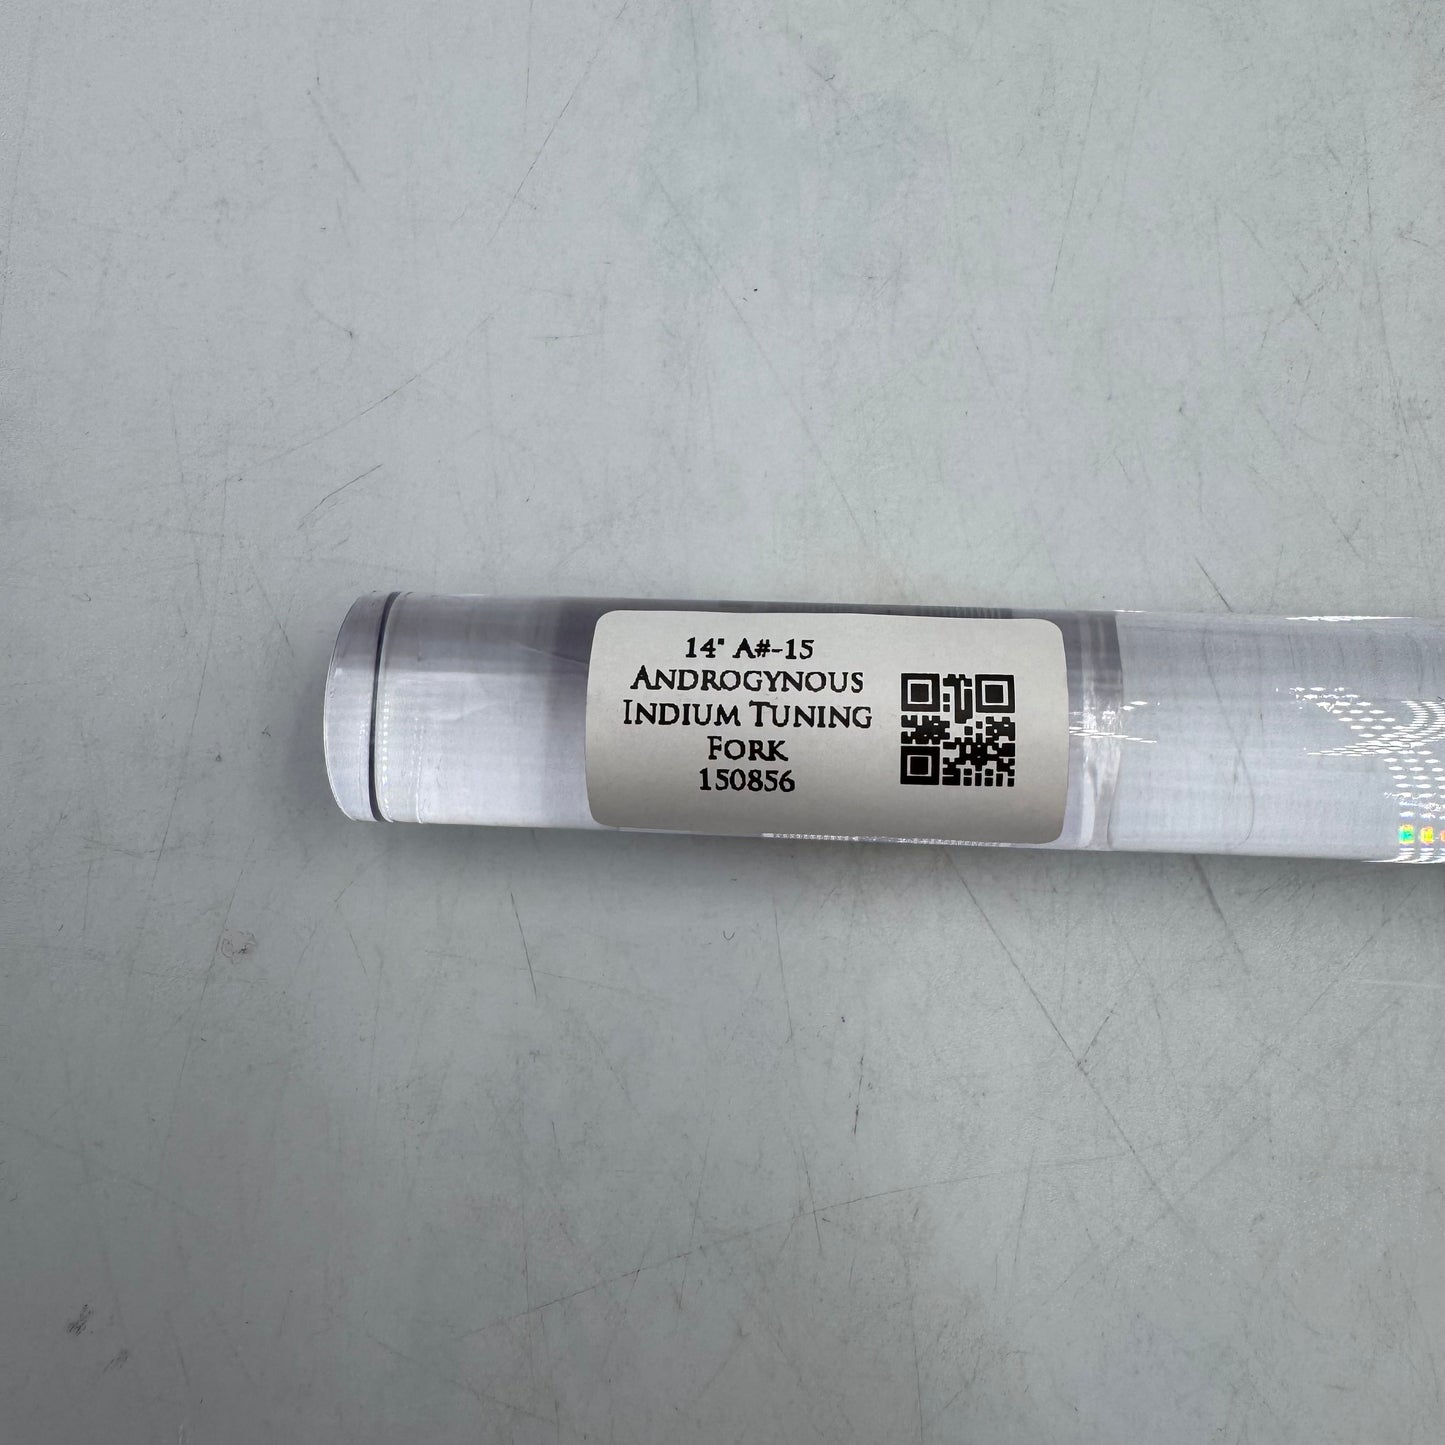 14" A#-15
Androgynous
Indium Tuning
Fork
150856